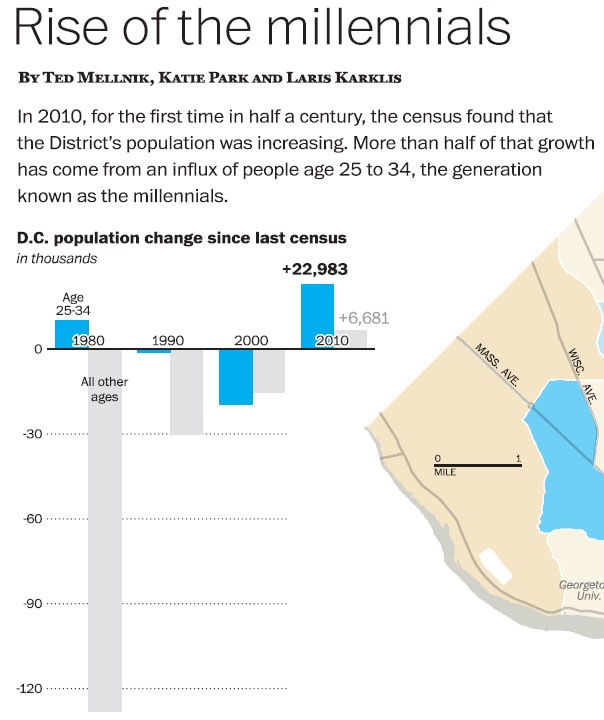 Rise of the millennials
BY TED MELLNIK, KATIE PARK AND LARIS KARKLIS
In 2010, for the first time in half a century, the census found that
the District's population was increasing. More than half of that growth
has come from an influx of people age 25 to 34, the generation
known as the millennials.
D.C. population change since last census
in thousands
+22,983
Age
25-34
+6,681
1980
1990
2000
2010
0
All other
ages
-30
-60
-90
-120
MASS. AVE.
WISC. AVE.
0 1
MILE
Georgeto
Univ.